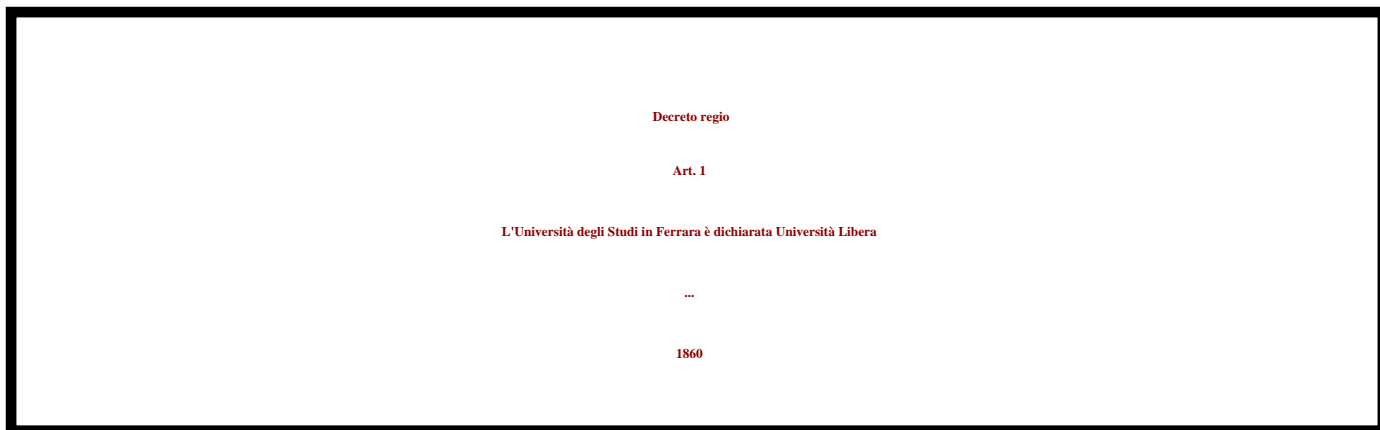 Decreto regio
Art. 1
L'Università degli Studi in Ferrara è dichiarata Università Libera
...
1860